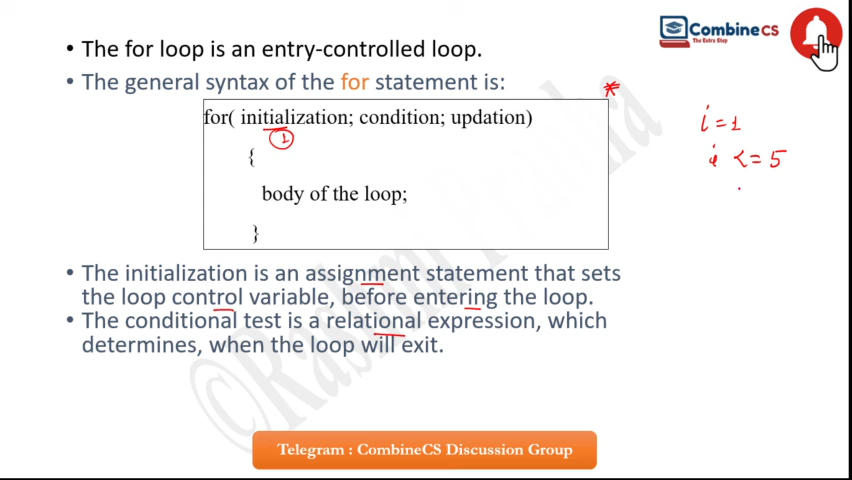 CombineCS
The Extra Step
• The for loop is an entry-controlled loop.
• The general syntax of the for statement is:
*
for( initialization; condition; updation)
1
{
body of the loop;
}
i = 1
i <= 5
• The initialization is an assignment statement that sets
the loop control variable, before entering the loop.
• The conditional test is a relational expression, which
determines, when the loop will exit.
© Rashmi Prabha
Telegram : CombineCS Discussion Group